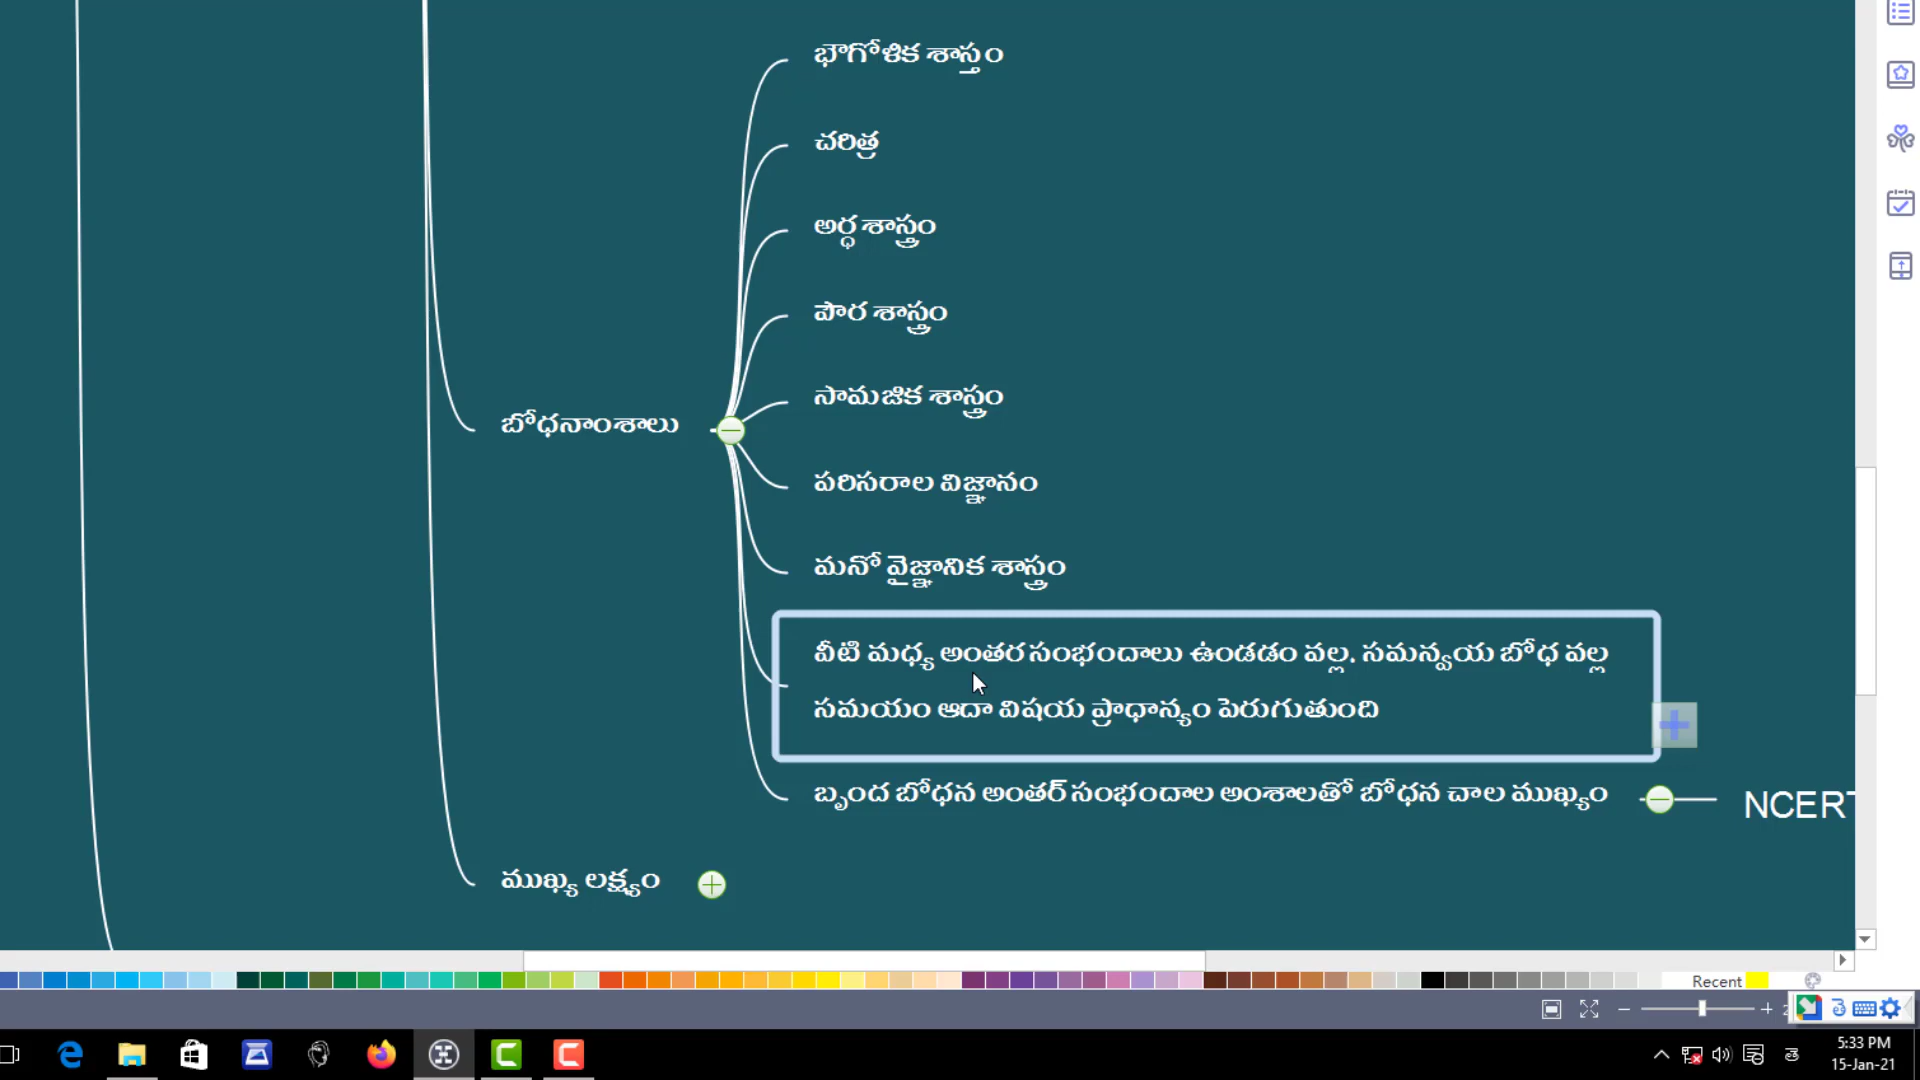 భౌగోళిక శాస్తం
చరిత్ర
అర్ధ శాస్త్రం
పౌర శాస్త్రం
సామజిక శాస్త్రం
బోధనాంశాలు
పరిసరాల విజ్ఞానం
మనో వైజ్ఞానిక శాస్త్రం
వీటి మధ్య అంతర సంభందాలు ఉండడం వల్ల. సమన్వయ బోధ వల్ల
సమయం ఆదా విషయ ప్రాధాన్యం పెరుగుతుంది
బృంద బోధన అంతర్ సంభందాల అంశాలతో బోధన చాల ముఖ్యం
NCERT
ముఖ్య లక్ష్యం
Recent
5:33 PM
15-Jan-21